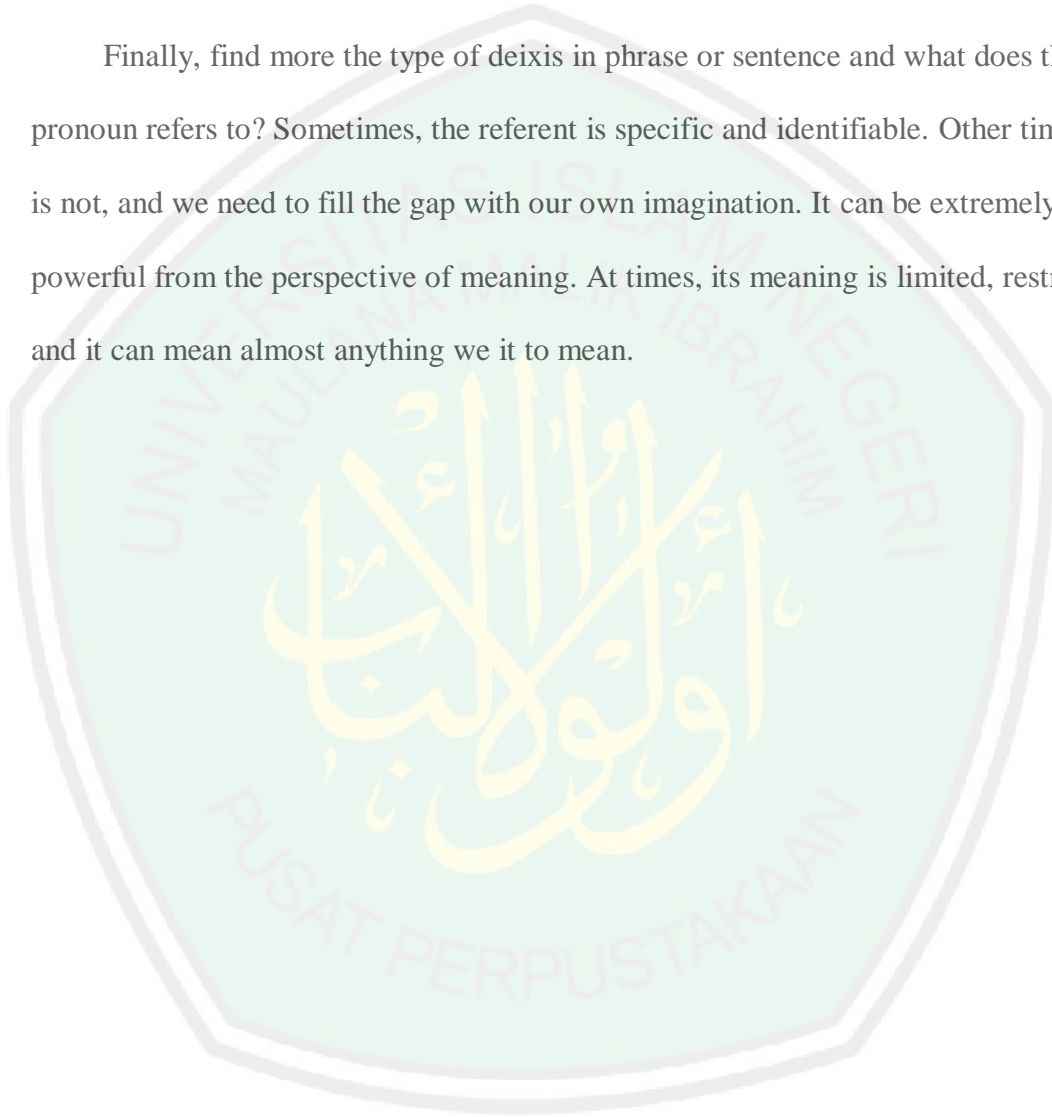 Finally, find more the type of deixis in phrase or sentence and what does
pronoun refers to? Sometimes, the referent is specific and identifiable. Other
is not, and we need to fill the gap with our own imagination. It can be extremely
powerful from the perspective of meaning. At times, its meaning is limited,
and it can mean almost anything we it to mean.
UNIVERSITAS ISLAM NEGERI
MAULANA MALIK IBRAHIM
أولوا الألباب
PUSAT PERPUSTAKAAN